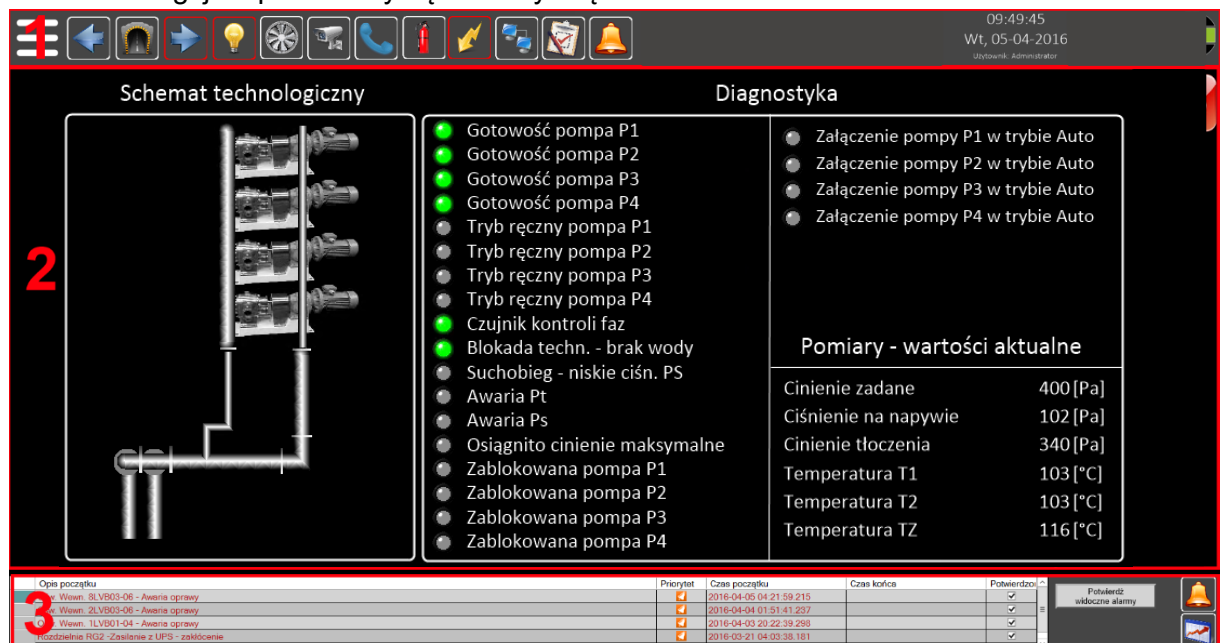 1
09:49:45
Wt, 05-04-2016
Użytkownik: Administrator
2
Schemat technologiczny
Diagnostyka
Gotowość pompa P1
Gotowość pompa P2
Gotowość pompa P3
Gotowość pompa P4
Tryb ręczny pompa P1
Tryb ręczny pompa P2
Tryb ręczny pompa P3
Tryb ręczny pompa P4
Czujnik kontroli faz
Blokada techn. - brak wody
Suchobieg - niskie ciśn. PS
Awaria Pt
Awaria Ps
Osiągnito cinienie maksymalne
Zablokowana pompa P1
Zablokowana pompa P2
Zablokowana pompa P3
Zablokowana pompa P4
Załączenie pompy P1 w trybie Auto
Załączenie pompy P2 w trybie Auto
Załączenie pompy P3 w trybie Auto
Załączenie pompy P4 w trybie Auto
Pomiary - wartości aktualne
Cinienie zadane 400 [Pa]
Ciśnienie na napywie 102 [Pa]
Cinienie tłoczenia 340 [Pa]
Temperatura T1 103 [°C]
Temperatura T2 103 [°C]
Temperatura TZ 116 [°C]
3
Opis początku Priorytet Czas początku Czas końca
Wewn. 8LVB03-06 - Awaria oprawy 2016-04-05 04:21:59.215
Wewn. 2LVB03-06 - Awaria oprawy 2016-04-04 01:51:41.237
Wewn. 1LVB01-04 - Awaria oprawy 2016-04-03 20:22:39.298
Rozdzielnia RG2 -Zasilanie z UPS - zakłócenie 2016-03-21 04:03:38.181
Potwierdź
widoczne alarmy